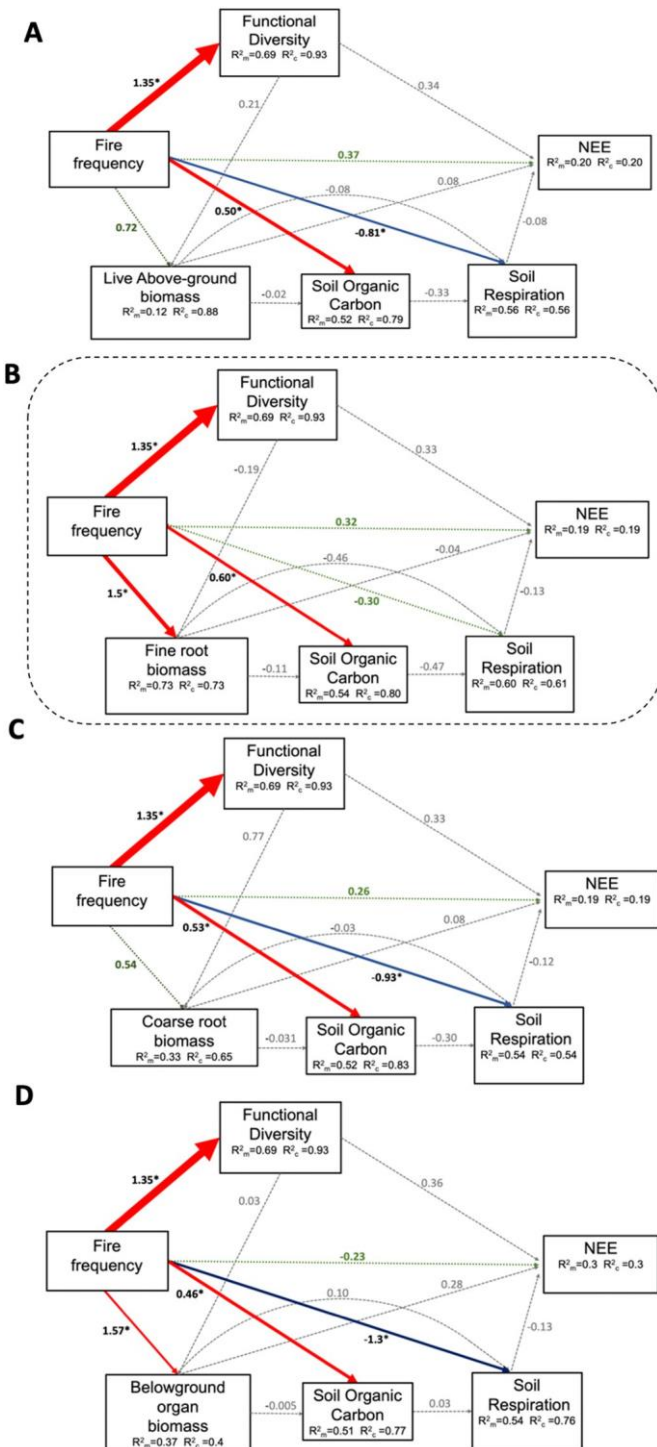 A
Functional
Diversity
R²m=0.69 R²c=0.93
1.35*
0.21
0.34
Fire
frequency
0.37
NEE
R²m=0.20 R²c=0.20
0.72
0.50*
-0.08
0.08
-0.81*
-0.08
Live Above-ground
biomass
R²m=0.12 R²c=0.88
-0.02
Soil Organic
Carbon
R²m=0.52 R²c=0.79
-0.33
Soil
Respiration
R²m=0.56 R²c=0.56
B
Functional
Diversity
R²m=0.69 R²c=0.93
1.35*
-0.19
0.33
Fire
frequency
0.32
NEE
R²m=0.19 R²c=0.19
1.5*
0.60*
-0.46
-0.04
-0.30
-0.13
Fine root
biomass
R²m=0.73 R²c=0.73
-0.11
Soil Organic
Carbon
R²m=0.54 R²c=0.80
-0.47
Soil
Respiration
R²m=0.60 R²c=0.61
C
Functional
Diversity
R²m=0.69 R²c=0.93
1.35*
0.77
0.33
Fire
frequency
0.26
NEE
R²m=0.19 R²c=0.19
0.54
0.53*
-0.03
0.08
-0.93*
-0.12
Coarse root
biomass
R²m=0.33 R²c=0.65
-0.031
Soil Organic
Carbon
R²m=0.52 R²c=0.83
-0.30
Soil
Respiration
R²m=0.54 R²c=0.54
D
Functional
Diversity
R²m=0.69 R²c=0.93
1.35*
0.03
0.36
Fire
frequency
-0.23
NEE
R²m=0.3 R²c=0.3
1.57*
0.46*
0.10
0.28
-1.3*
-0.13
Belowground
organ
biomass
R²m=0.37 R²c=0.4
-0.005
Soil Organic
Carbon
R²m=0.51 R²c=0.77
0.03
Soil
Respiration
R²m=0.54 R²c=0.76